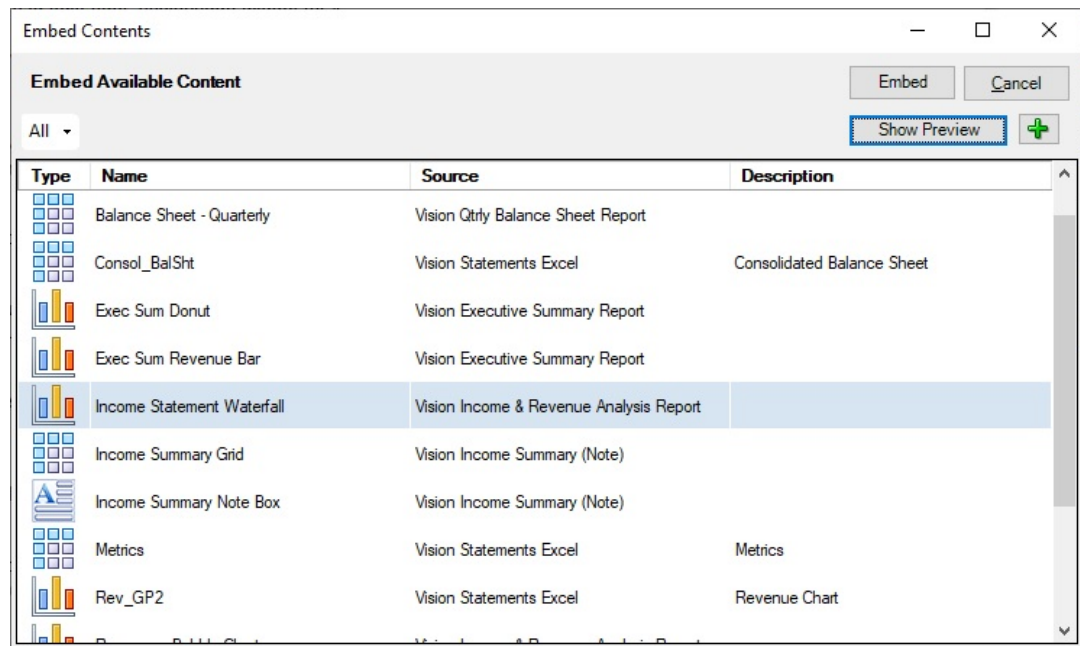 Embed Contents
Embed Available Content
Embed
Cancel
All
Show Preview
Type Name Source Description
Balance Sheet - Quarterly Vision Qtrly Balance Sheet Report
Consol_BalSht Vision Statements Excel Consolidated Balance Sheet
Exec Sum Donut Vision Executive Summary Report
Exec Sum Revenue Bar Vision Executive Summary Report
Income Statement Waterfall Vision Income & Revenue Analysis Report
Income Summary Grid Vision Income Summary (Note)
Income Summary Note Box Vision Income Summary (Note)
Metrics Vision Statements Excel Metrics
Rev_GP2 Vision Statements Excel Revenue Chart